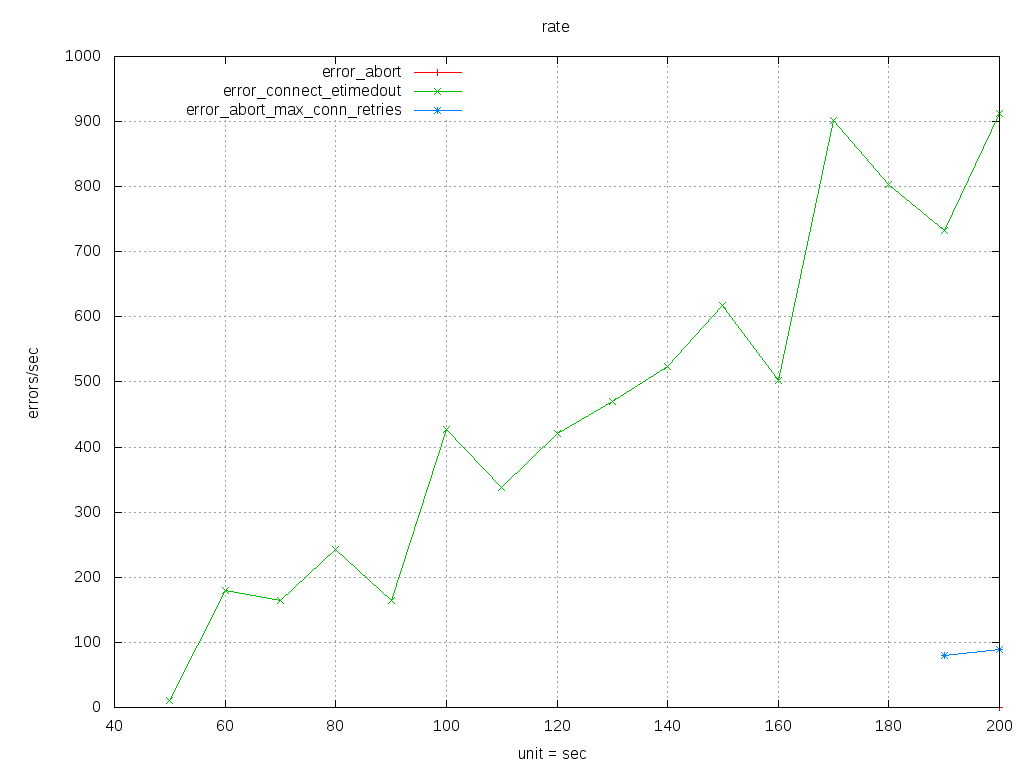 rate
1000
900
800
700
600
500
400
300
200
100
0
errors/sec
error_abort
error_connect_etimedout
error_abort_max_conn_retries
40 60 80 100 120 140 160 180 200
unit = sec